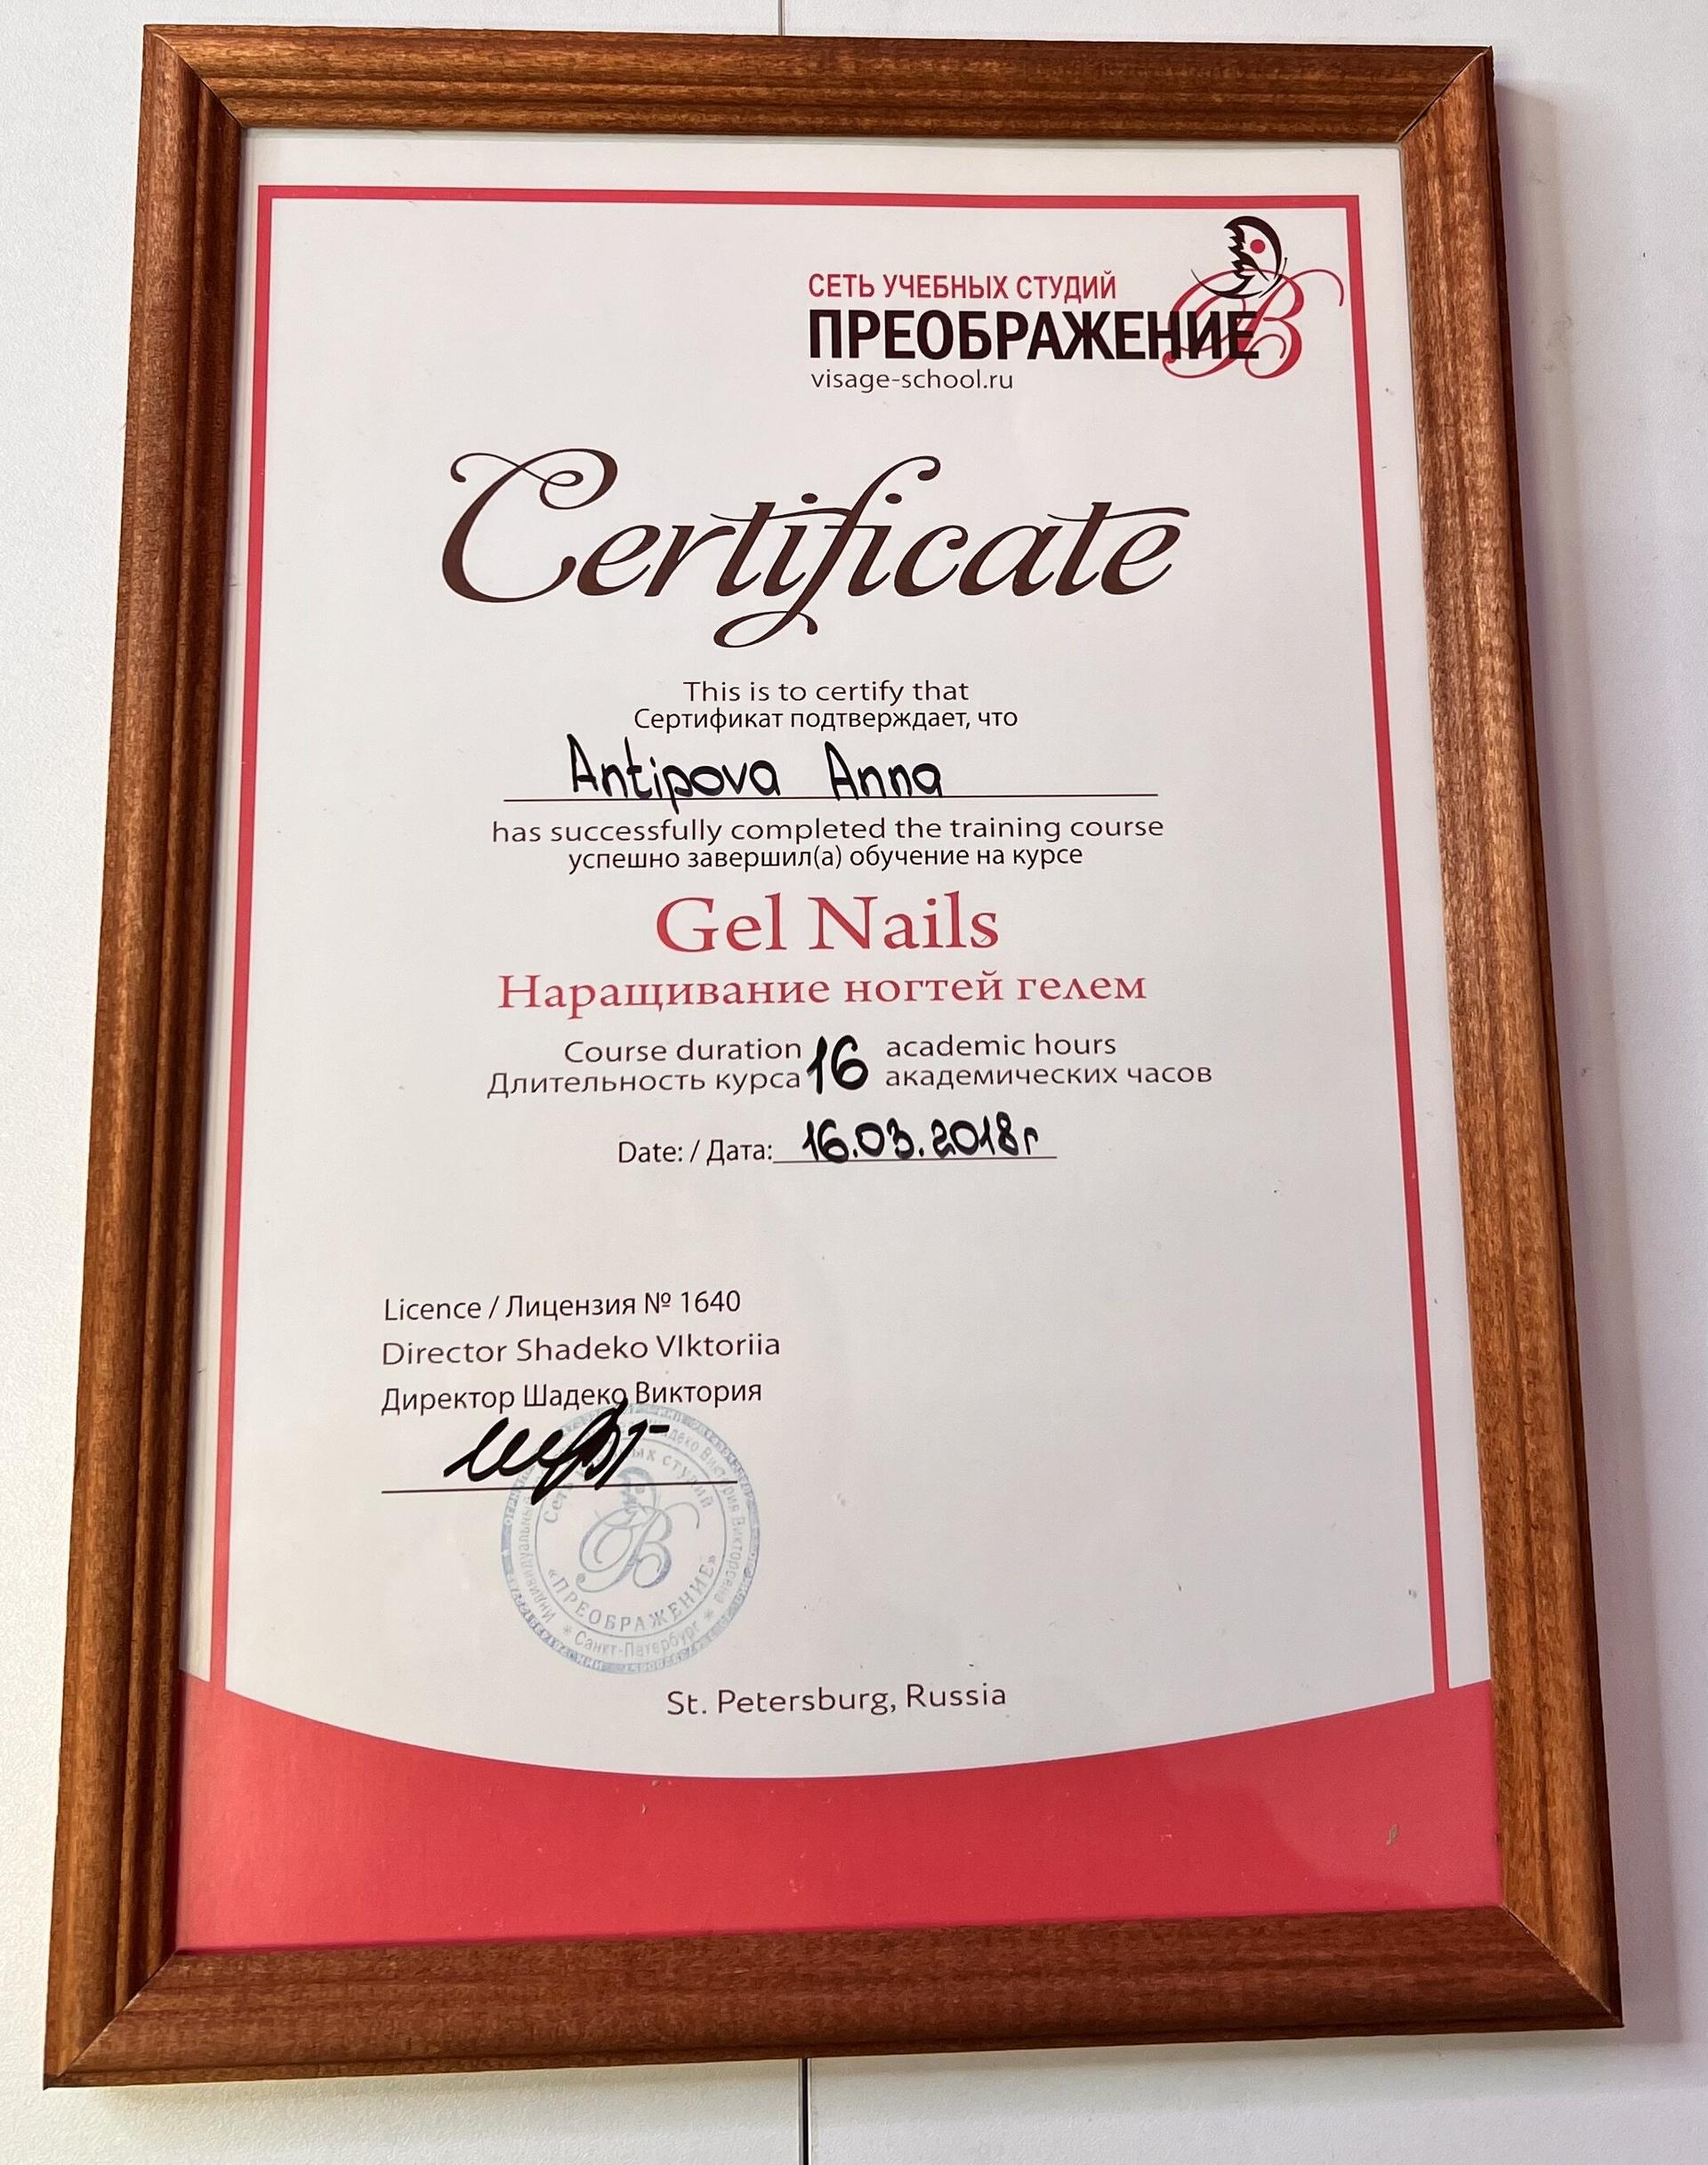 СЕТЬ УЧЕБНЫХ СТУДИЙ
ПРЕОБРАЖЕНИЕ
visage-school.ru
Certificate
This is to certify that
Сертификат подтверждает, что
Antipova Anna
has successfully completed the training course
успешно завершил(а) обучение на курсе
Gel Nails
Наращивание ногтей гелем
Course duration 16 academic hours
Длительность курса академических часов
Date: / Дата: 16.03.2018г
Licence / Лицензия № 1640
Director Shadeko VIktoriia
Директор Шадеко Виктория
«ПРЕОБРАЖЕНИЕ»
Санкт-Петербург
St. Petersburg, Russia